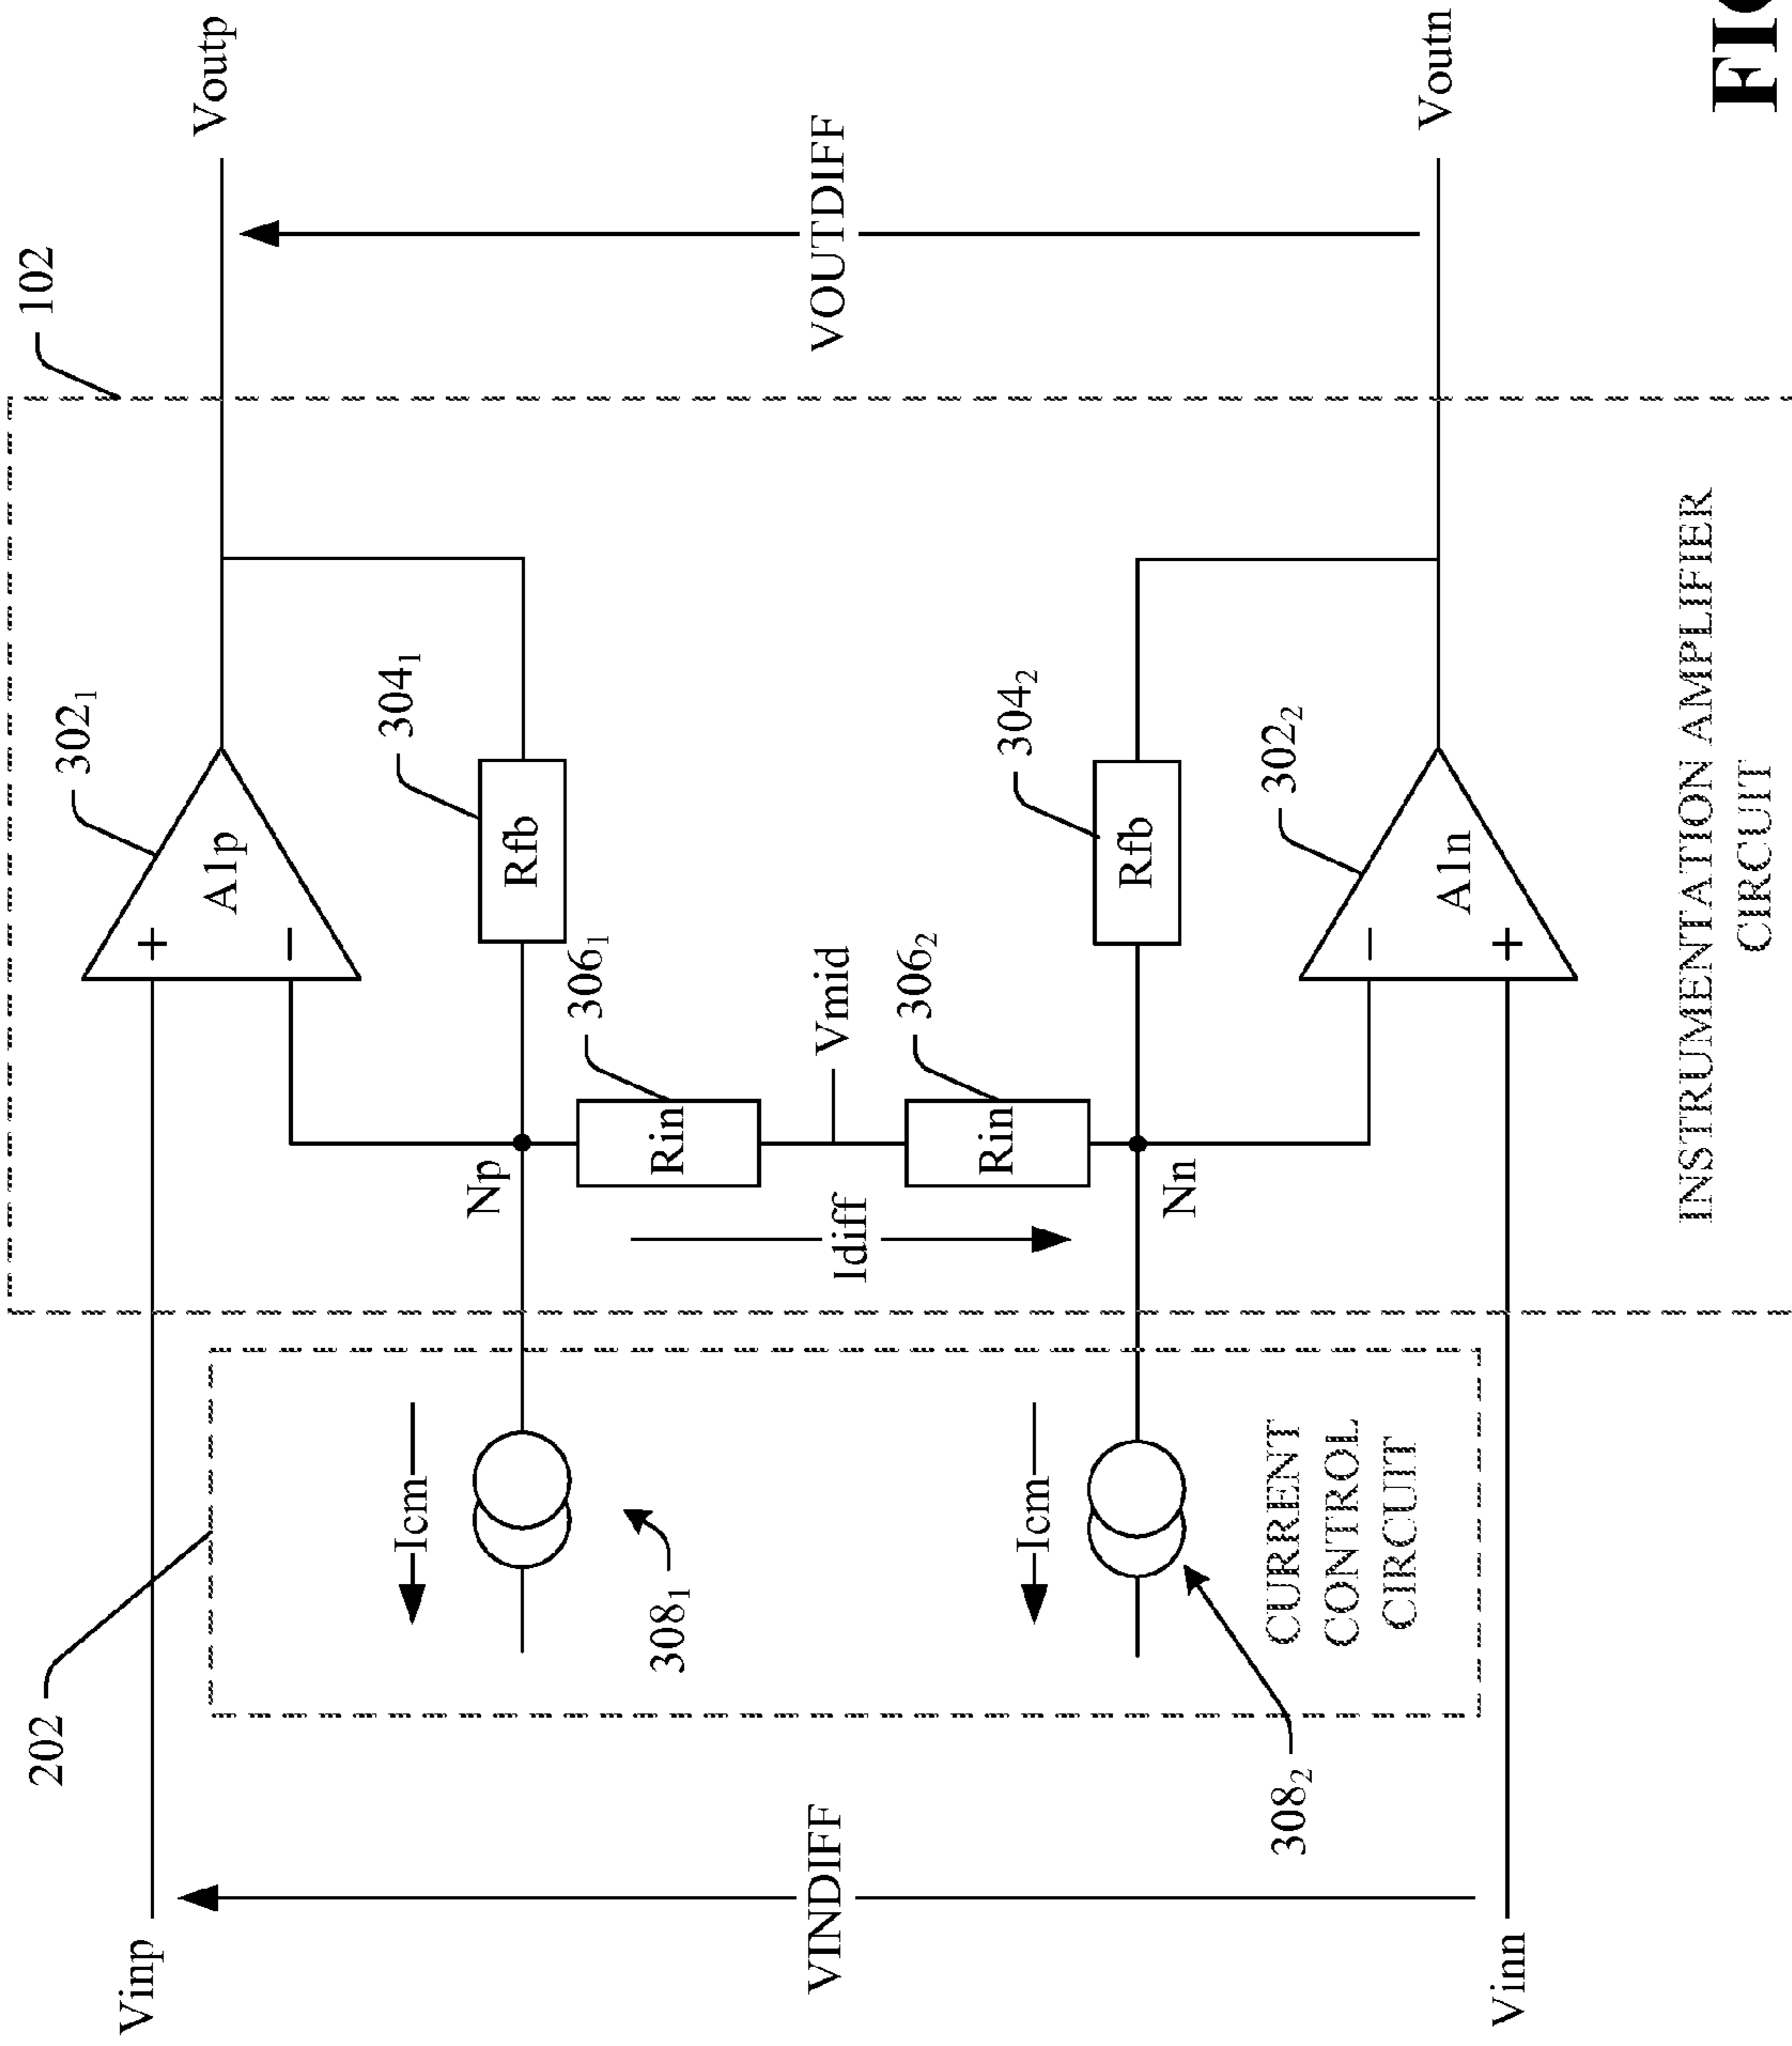 202
102
Vinp
Voutp
302₁
A1p
+
−
304₁
Rfb
Icm
308₁
Np
306₁
Rin
VINDIFF
Idiff
Vmid
VOUTDIFF
306₂
Rin
304₂
Rfb
Icm
308₂
Nn
302₂
A1n
−
+
CURRENT
CONTROL
CIRCUIT
Vinn
Voutn
INSTRUMENTATION AMPLIFIER
CIRCUIT